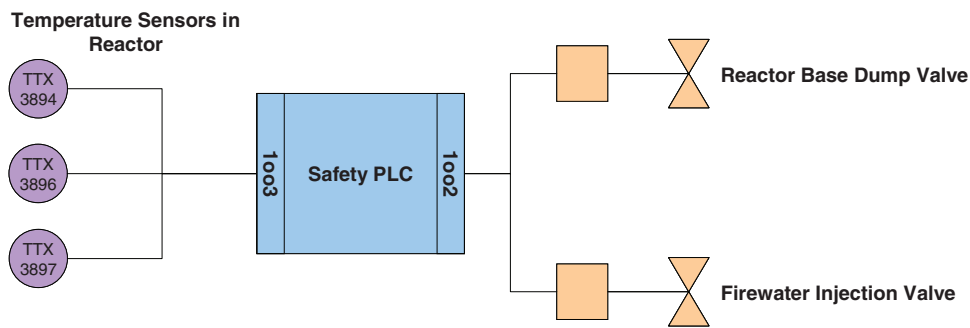 Temperature Sensors in
Reactor
TTX
3894
TTX
3896
TTX
3897
1oo3
Safety PLC
1oo2
Reactor Base Dump Valve
Firewater Injection Valve